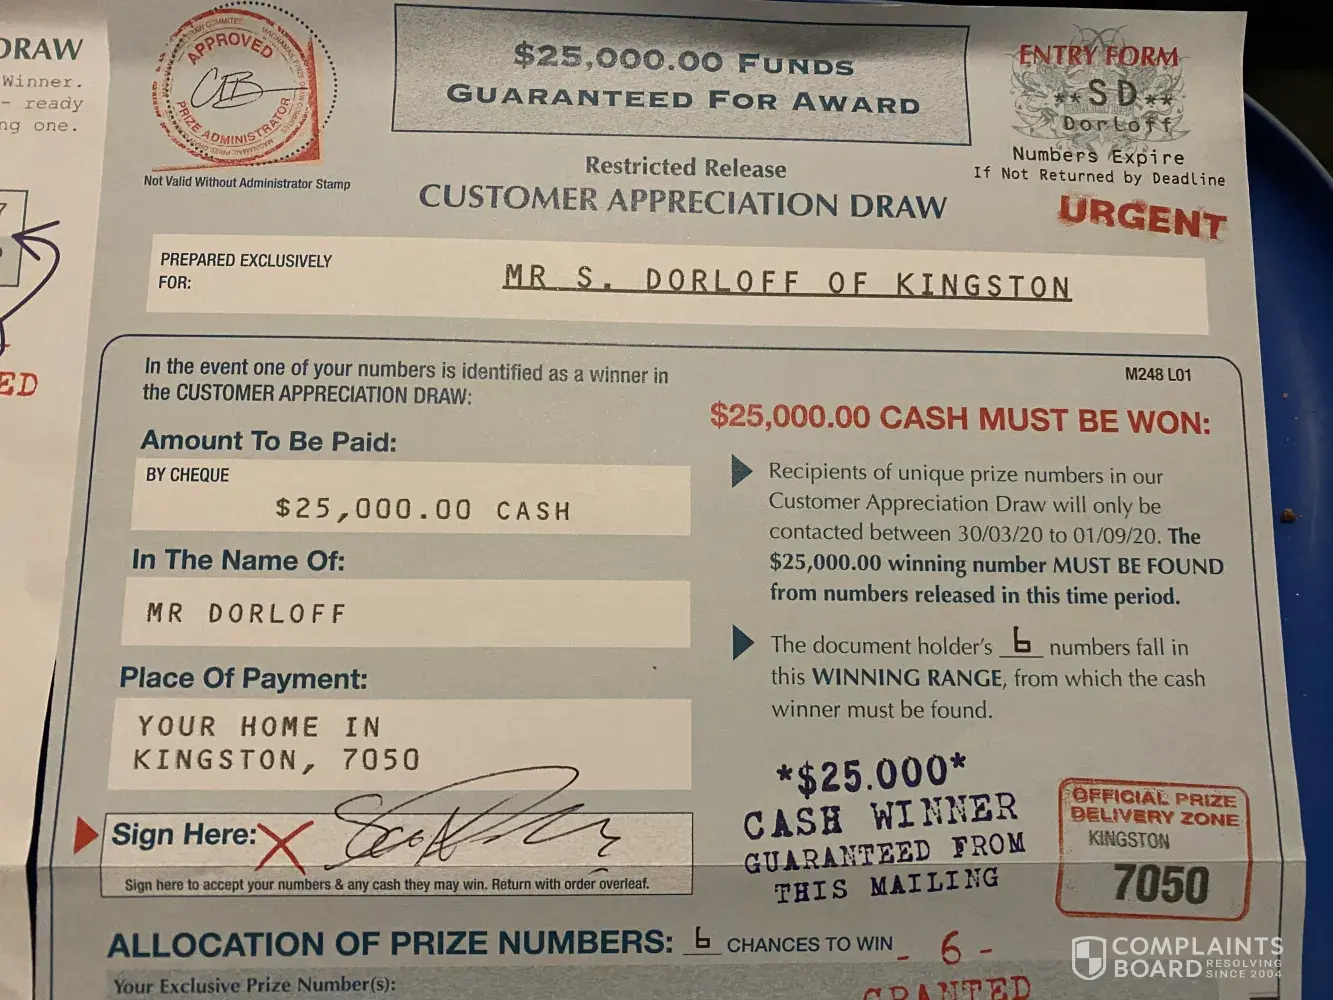 DRAW
Winner.
- ready
ng one.
ED
APPROVED
PRIZE ADMINISTRATOR
Not Valid Without Administrator Stamp
$25,000.00 FUNDS
GUARANTEED FOR AWARD
Restricted Release
CUSTOMER APPRECIATION DRAW
ENTRY FORM
**SD**
Dorloff
Numbers Expire
If Not Returned by Deadline
URGENT
PREPARED EXCLUSIVELY
FOR:
MR S. DORLOFF OF KINGSTON
In the event one of your numbers is identified as a winner in
the CUSTOMER APPRECIATION DRAW:
Amount To Be Paid:
BY CHEQUE
$25,000.00 CASH
In The Name Of:
MR DORLOFF
Place Of Payment:
YOUR HOME IN
KINGSTON, 7050
Sign Here:
Sign here to accept your numbers & any cash they may win. Return with order overleaf.
M248 L01
$25,000.00 CASH MUST BE WON:
Recipients of unique prize numbers in our
Customer Appreciation Draw will only be
contacted between 30/03/20 to 01/09/20. The
$25,000.00 winning number MUST BE FOUND
from numbers released in this time period.
The document holder's 6 numbers fall in
this WINNING RANGE, from which the cash
winner must be found.
*$25.000*
CASH WINNER
GUARANTEED FROM
THIS MAILING
OFFICIAL PRIZE
DELIVERY ZONE
KINGSTON
7050
ALLOCATION OF PRIZE NUMBERS: 6 CHANCES TO WIN - 6 -
Your Exclusive Prize Number(s):
GRANTED
COMPLAINTS
BOARD RESOLVING SINCE 2004